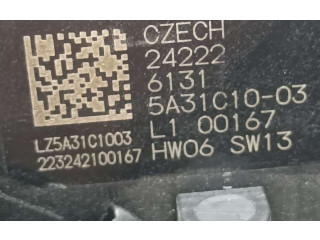 CZECH
24222
6131
5A31C10-03
L1 00167
HW06 SW13
LZ5A31C1003
223242100167